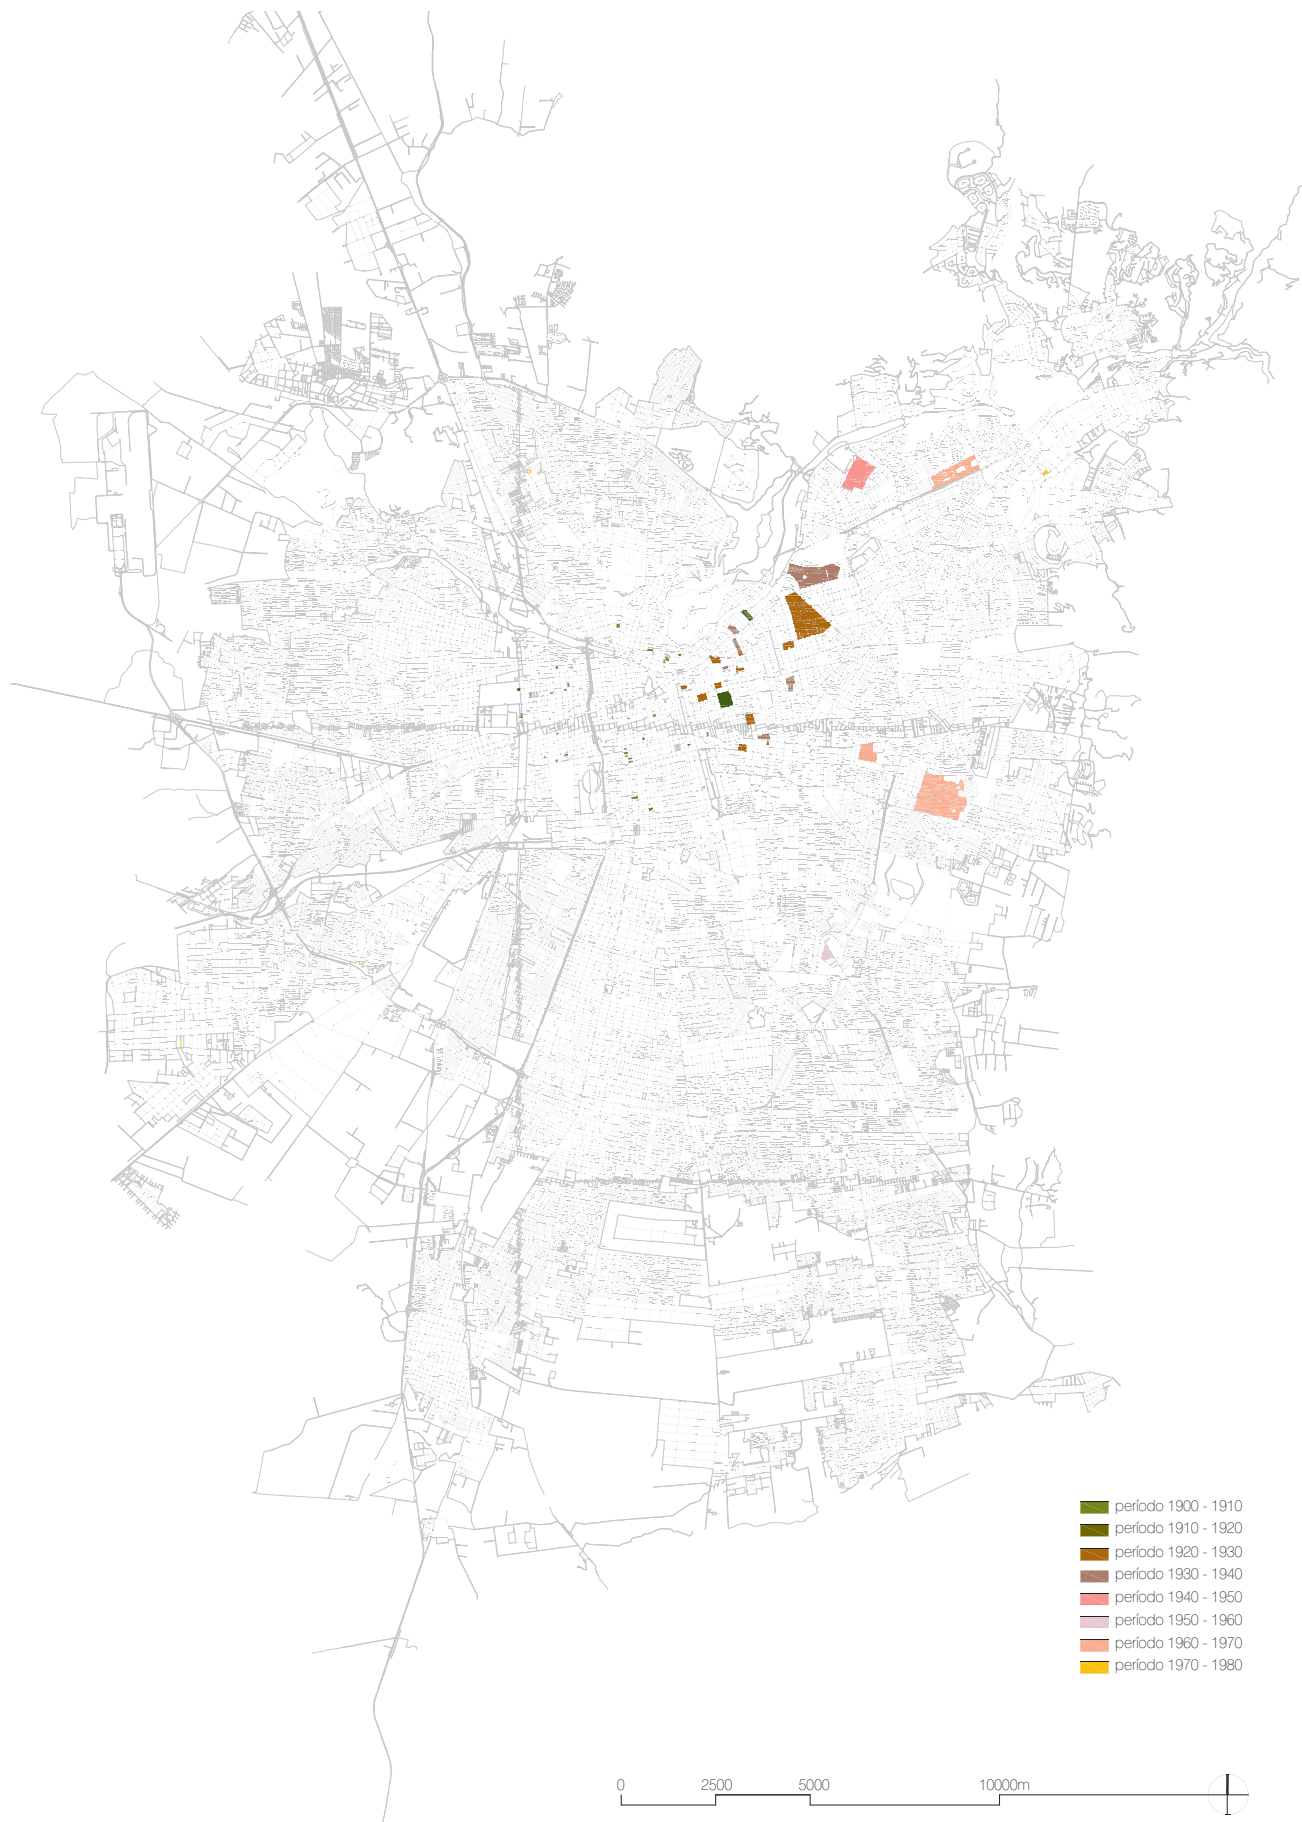 período 1900 - 1910
período 1910 - 1920
período 1920 - 1930
período 1930 - 1940
período 1940 - 1950
período 1950 - 1960
período 1960 - 1970
período 1970 - 1980
0 2500 5000 10000m